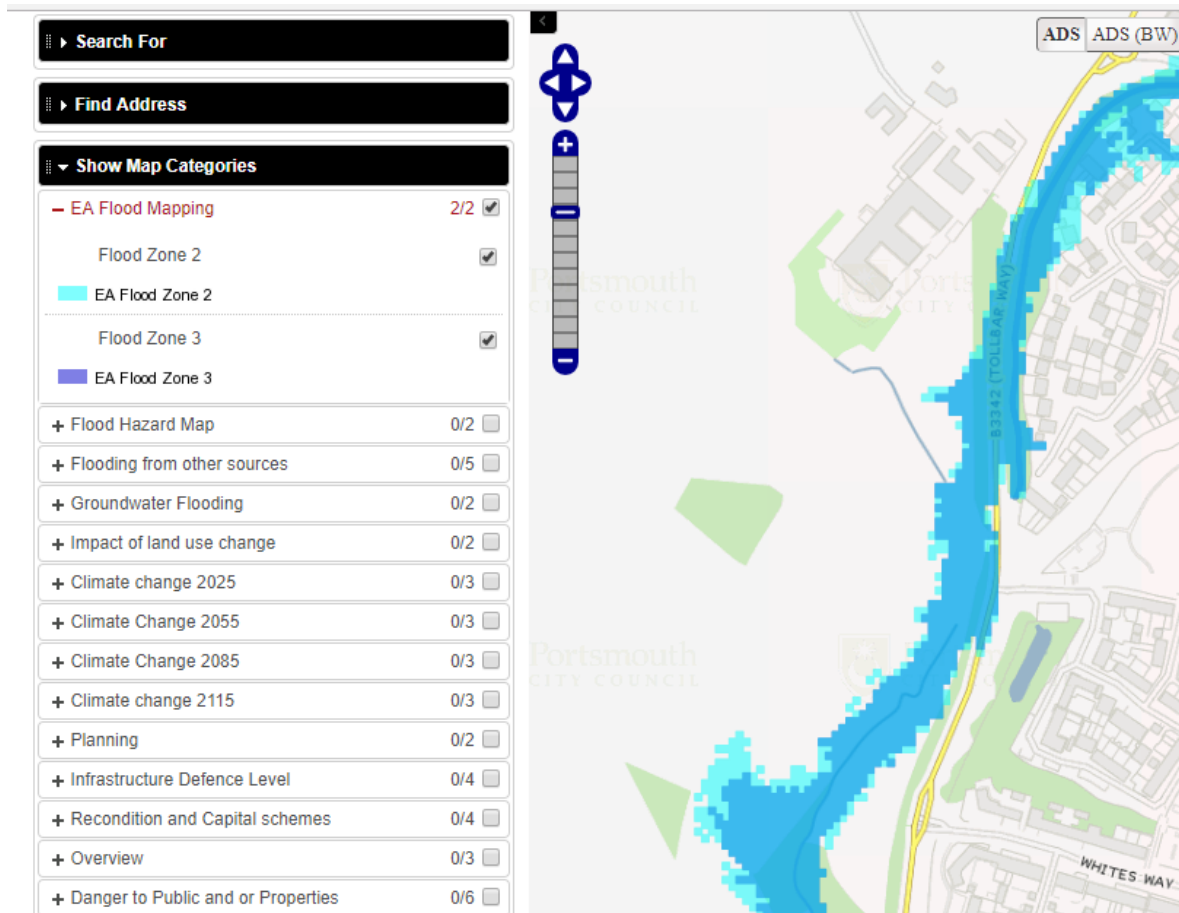 Search For
Find Address
Show Map Categories
EA Flood Mapping 2/2
Flood Zone 2
EA Flood Zone 2
Flood Zone 3
EA Flood Zone 3
Flood Hazard Map 0/2
Flooding from other sources 0/5
Groundwater Flooding 0/2
Impact of land use change 0/2
Climate change 2025 0/3
Climate Change 2055 0/3
Climate Change 2085 0/3
Climate change 2115 0/3
Planning 0/2
Infrastructure Defence Level 0/4
Recondition and Capital schemes 0/4
Overview 0/3
Danger to Public and or Properties 0/6
ADS ADS (BW)
Portsmouth
CITY COUNCIL
B3342 (TOLLBAR WAY)
Portsmouth
CITY COUNCIL
WHITES WAY